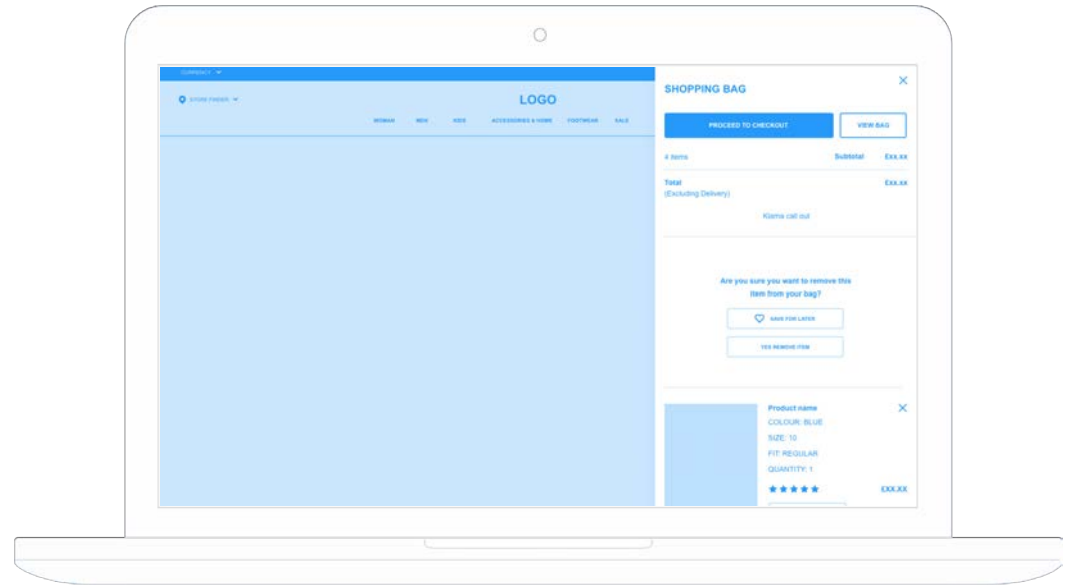 CURRENCY
STORE FINDER
LOGO
WOMAN MEN KIDS ACCESSORIES & HOME FOOTWEAR SALE
SHOPPING BAG
PROCEED TO CHECKOUT VIEW BAG
4 items Subtotal £xx.xx
Total £xx.xx
(Excluding Delivery)
Klarna call out
Are you sure you want to remove this
item from your bag?
SAVE FOR LATER
YES REMOVE ITEM
Product name
COLOUR: BLUE
SIZE: 10
FIT: REGULAR
QUANTITY: 1
£XX.XX